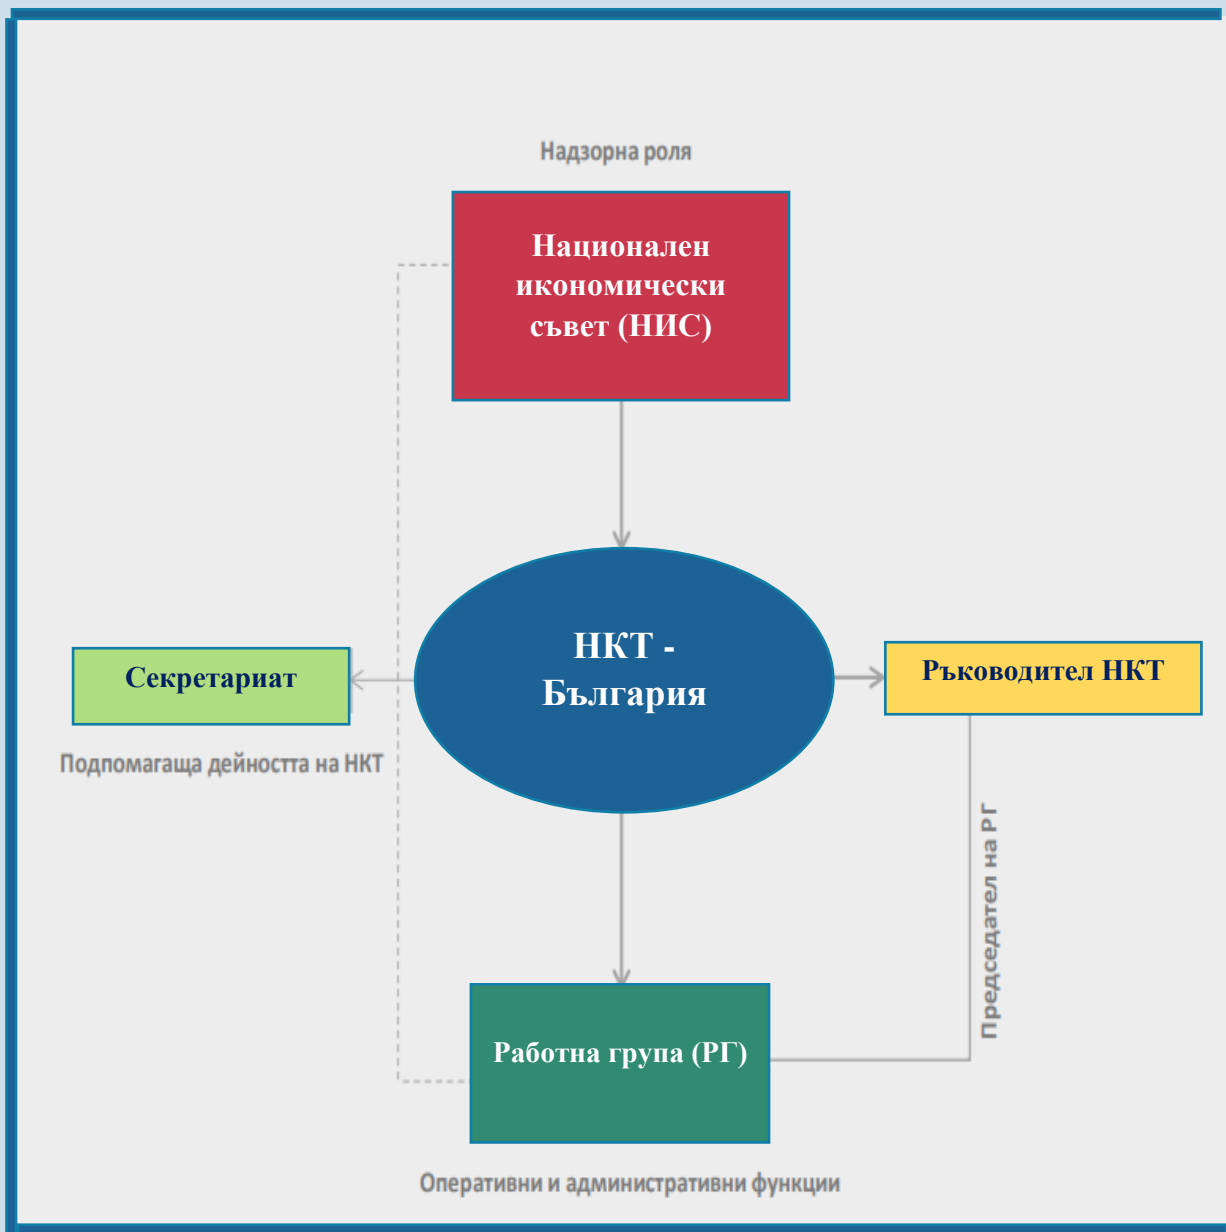 Надзорна роля
Национален
икономически
съвет (НИС)
НКТ -
България
Секретариат
Ръководител НКТ
Подпомагаща дейността на НКТ
Председател на РГ
Работна група (РГ)
Оперативни и административни функции